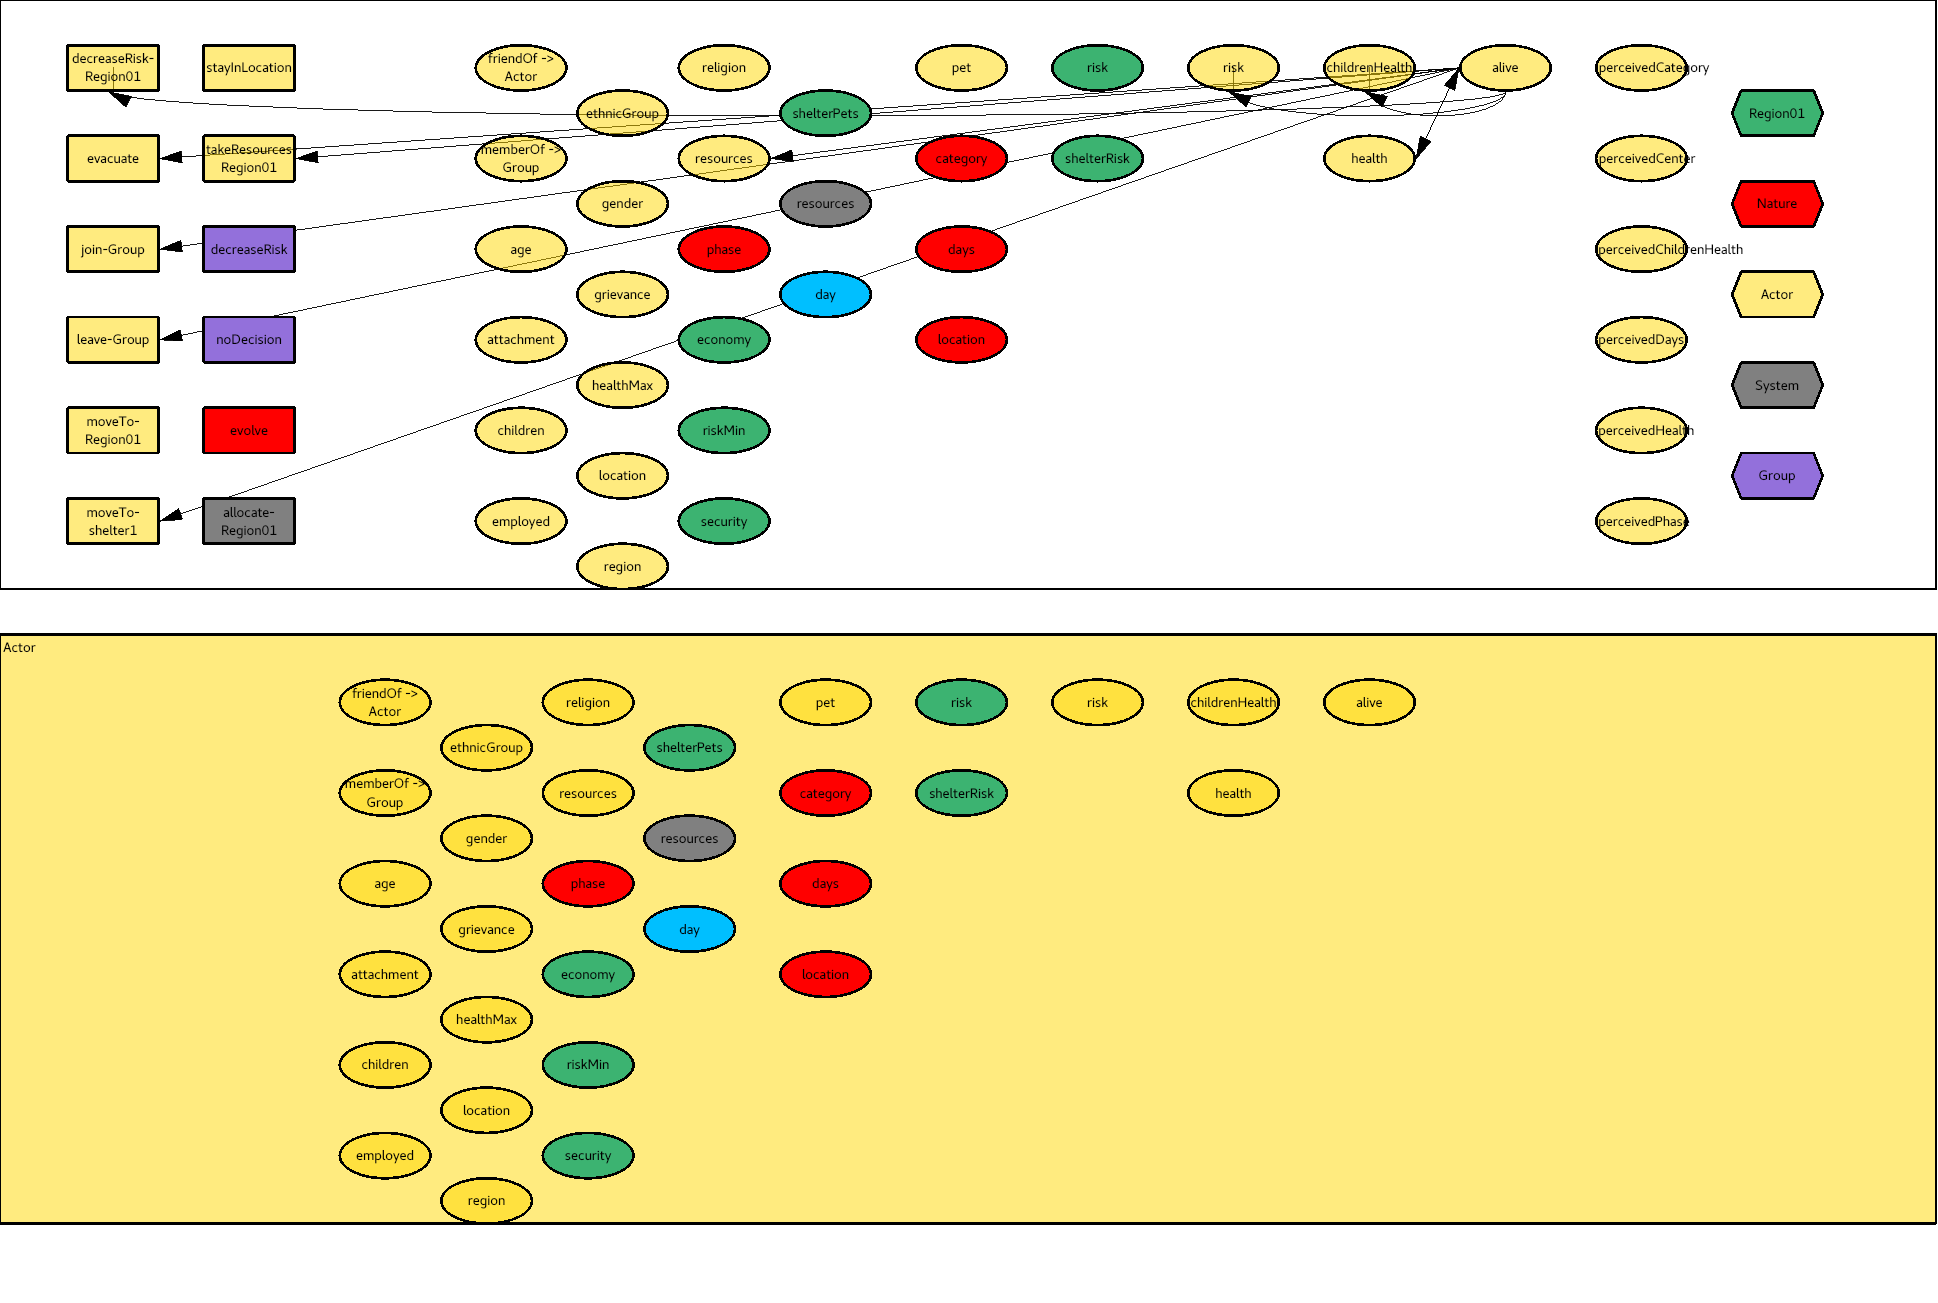 decreaseRisk-
Region01
stayInLocation
friendOf ->
Actor
religion
pet
risk
risk
childrenHealth
alive
perceivedCategory
ethnicGroup
shelterPets
Region01
evacuate
takeResources-
Region01
memberOf ->
Group
resources
category
shelterRisk
health
perceivedCenter
gender
resources
Nature
join-Group
decreaseRisk
age
phase
days
perceivedChildrenHealth
grievance
day
Actor
leave-Group
noDecision
attachment
economy
location
perceivedDays
healthMax
System
moveTo-
Region01
evolve
children
riskMin
perceivedHealth
location
Group
moveTo-
shelter1
allocate-
Region01
employed
security
perceivedPhase
region
Actor
friendOf ->
Actor
religion
pet
risk
risk
childrenHealth
alive
ethnicGroup
shelterPets
memberOf ->
Group
resources
category
shelterRisk
health
gender
resources
age
phase
days
grievance
day
attachment
economy
location
healthMax
children
riskMin
location
employed
security
region